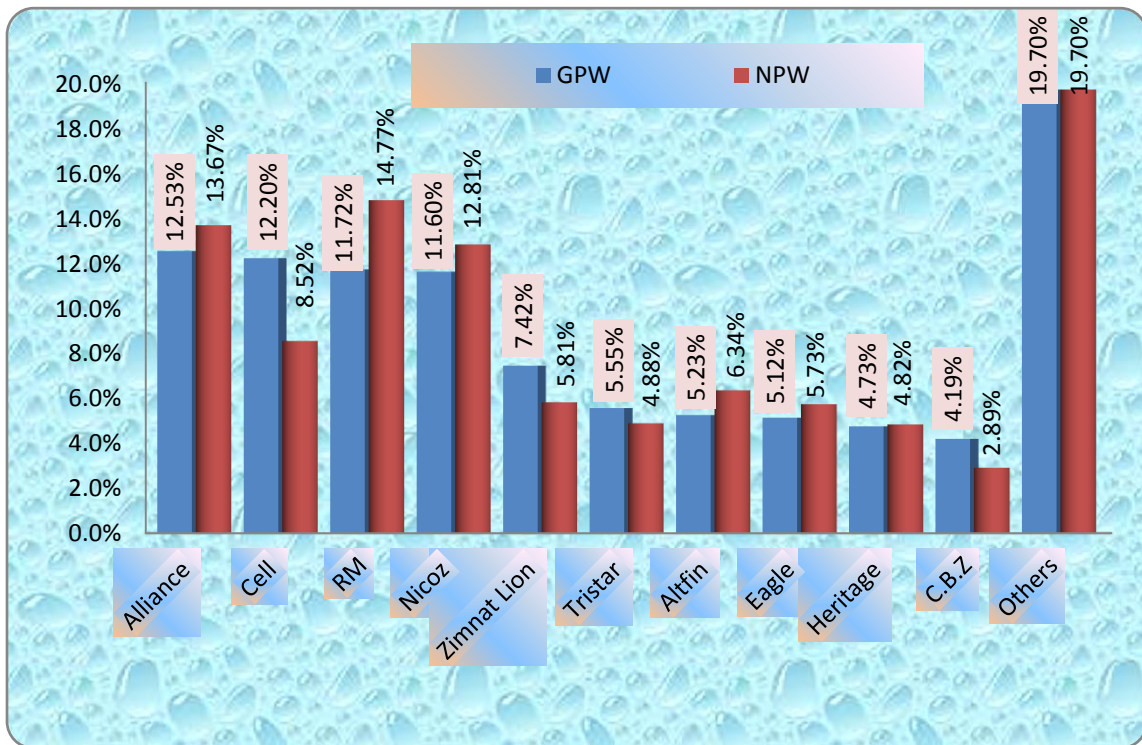 GPW
NPW
20.0%
18.0%
16.0%
14.0%
12.0%
10.0%
8.0%
6.0%
4.0%
2.0%
0.0%
12.53%
13.67%
12.20%
8.52%
11.72%
14.77%
11.60%
12.81%
7.42%
5.81%
5.55%
4.88%
5.23%
6.34%
5.12%
5.73%
4.73%
4.82%
4.19%
2.89%
19.70%
19.70%
Alliance
Cell
RM
Nicoz
Zimnat Lion
Tristar
Altfin
Eagle
Heritage
C.B.Z
Others